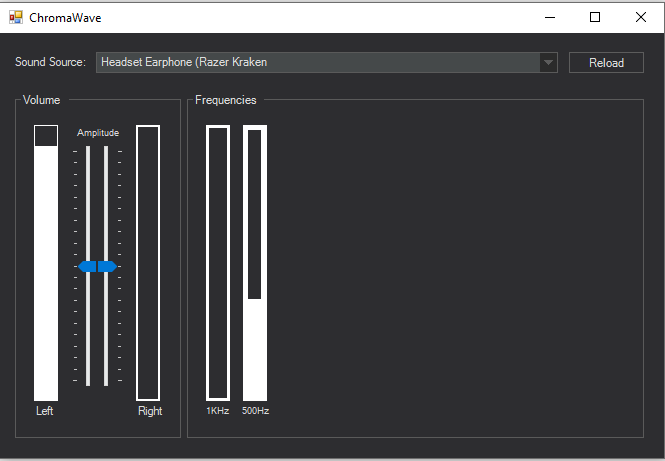 ChromaWave
Sound Source: Headset Earphone (Razer Kraken Reload
Volume Frequencies
Amplitude
Left Right 1KHz 500Hz